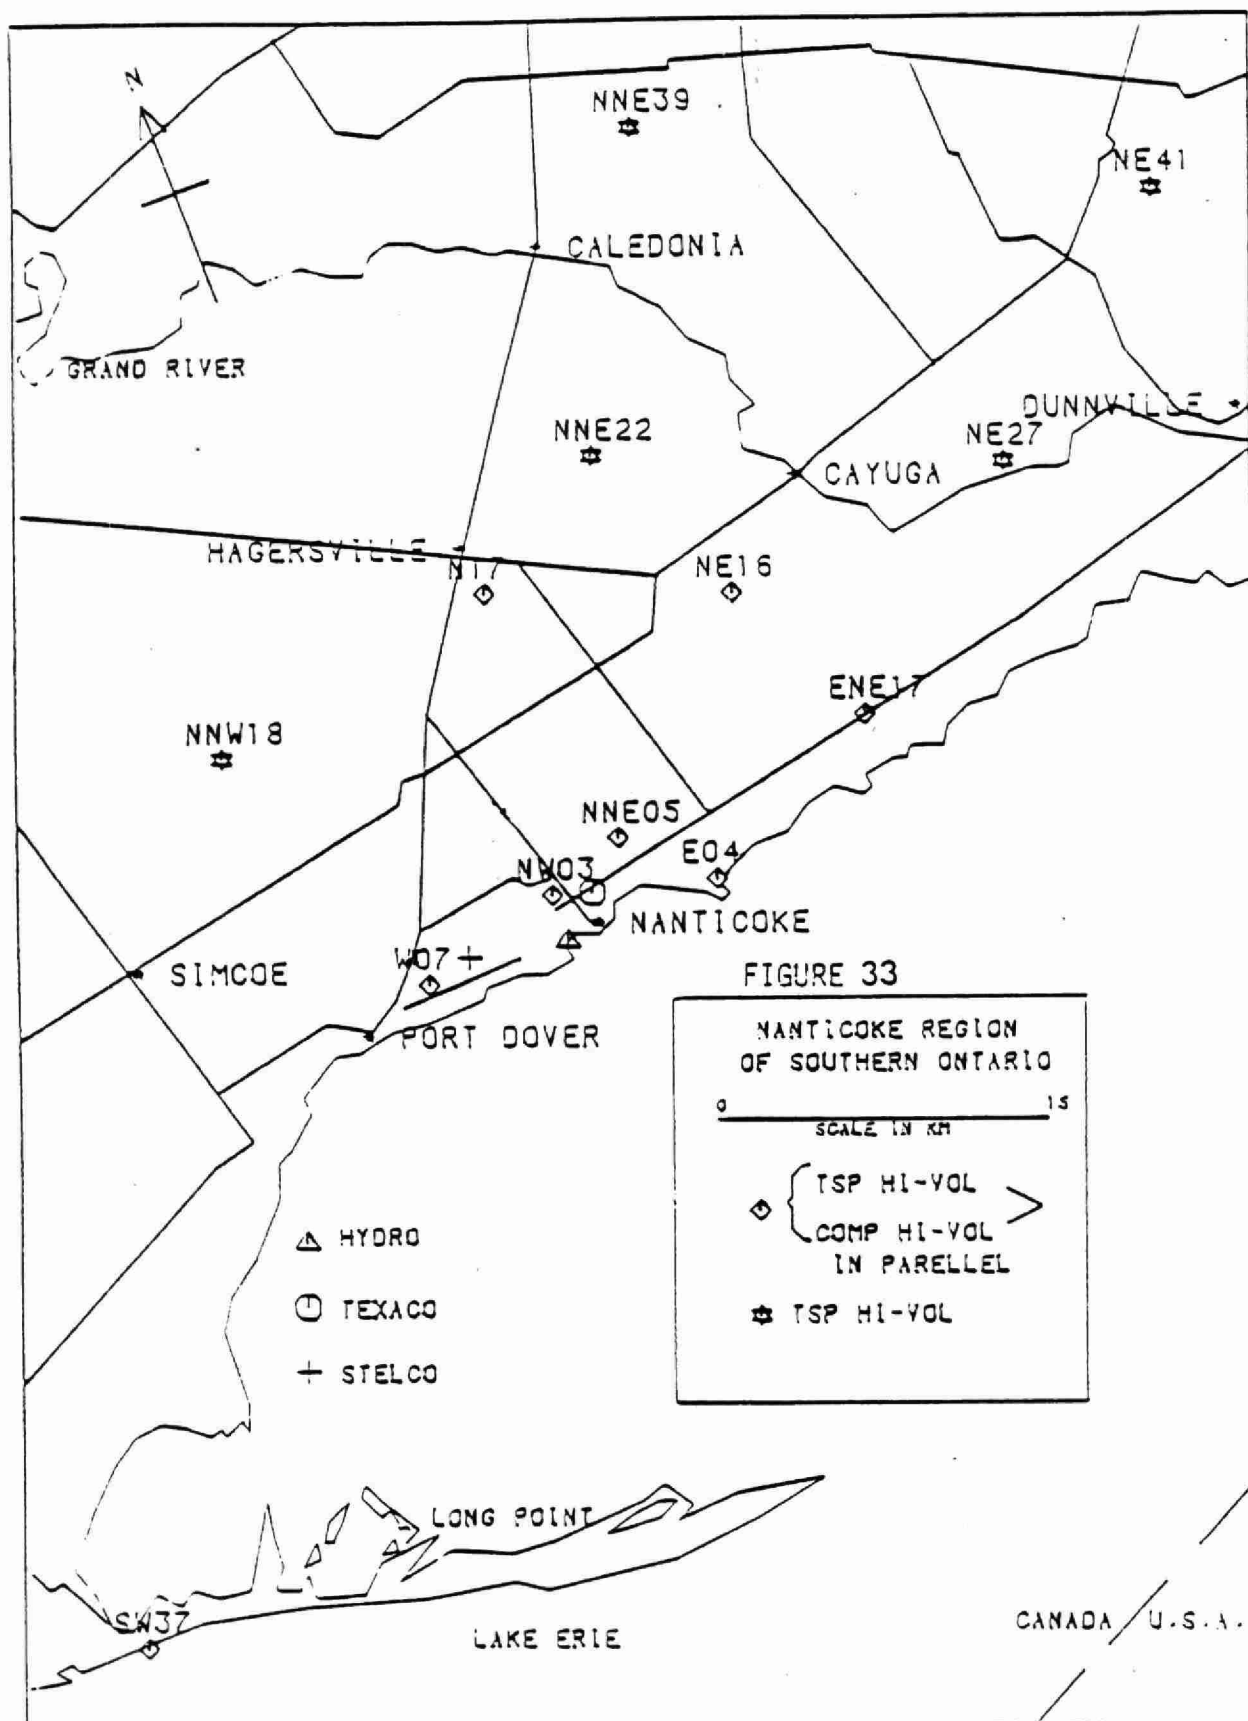 N
NNE39
NE41
CALEDONIA
GRAND RIVER
DUNNVILLE
NNE22
NE27
CAYUGA
HAGERSVILLE
N17
NE16
ENE17
NNW18
NNE05
E04
NW03
NANTICOKE
W07
SIMCOE
PORT DOVER
FIGURE 33
NANTICOKE REGION
OF SOUTHERN ONTARIO
0 15
SCALE IN KM
TSP HI-VOL
COMP HI-VOL
IN PARELLEL
TSP HI-VOL
HYDRO
TEXACO
STELCO
LONG POINT
SW37
LAKE ERIE
CANADA / U.S.A.